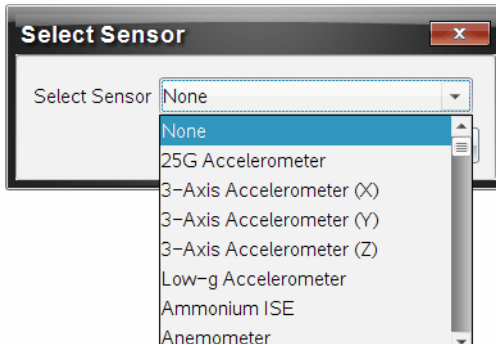 Select Sensor
Select Sensor None
None
25G Accelerometer
3-Axis Accelerometer (X)
3-Axis Accelerometer (Y)
3-Axis Accelerometer (Z)
Low-g Accelerometer
Ammonium ISE
Anemometer